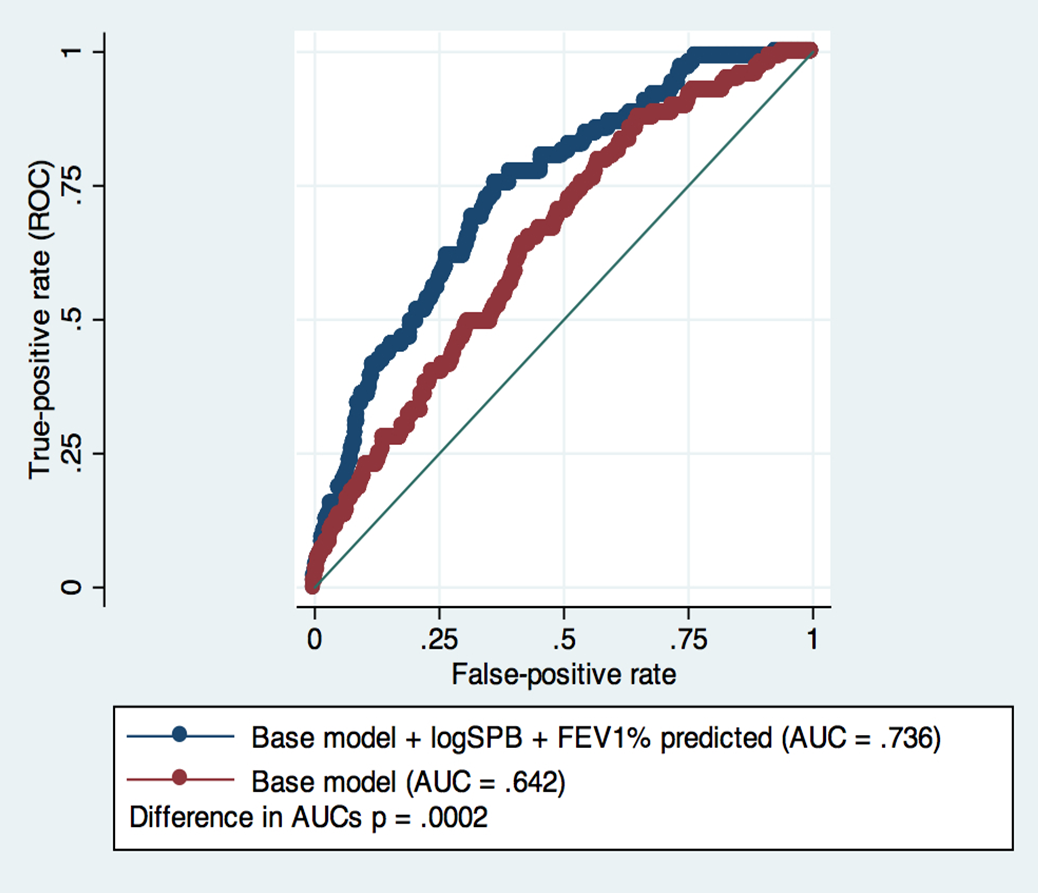 True-positive rate (ROC)
1
.75
.5
.25
0
0 .25 .5 .75 1
False-positive rate
Base model + logSPB + FEV1% predicted (AUC = .736)
Base model (AUC = .642)
Difference in AUCs p = .0002